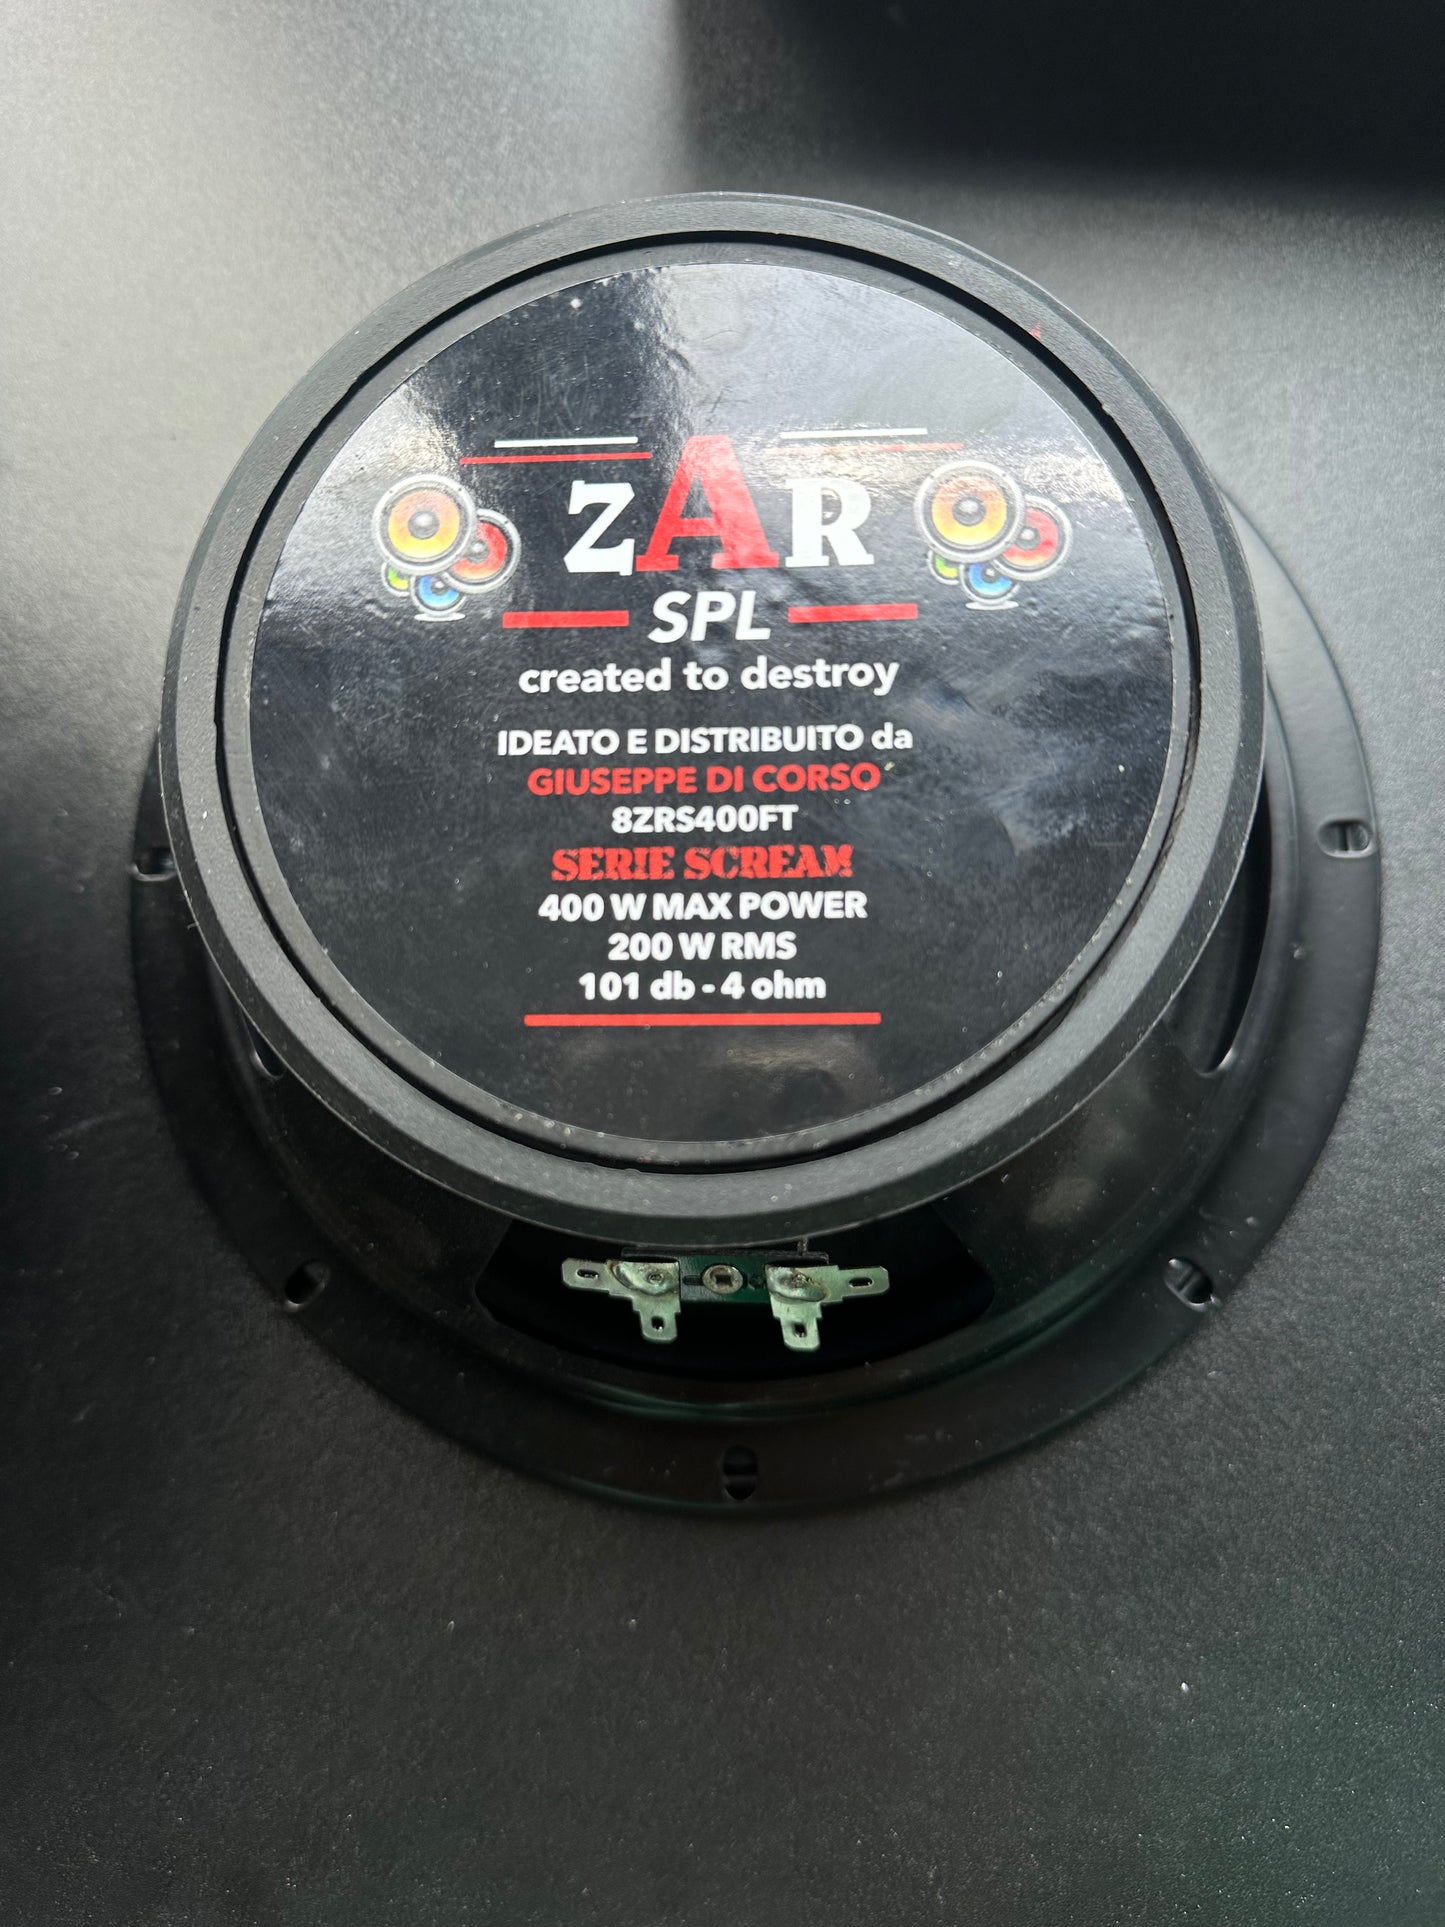 ZAR
SPL
created to destroy
IDEATO E DISTRIBUITO da
GIUSEPPE DI CORSO
8ZRS400FT
SERIE SCREAM
400 W MAX POWER
200 W RMS
101 db - 4 ohm